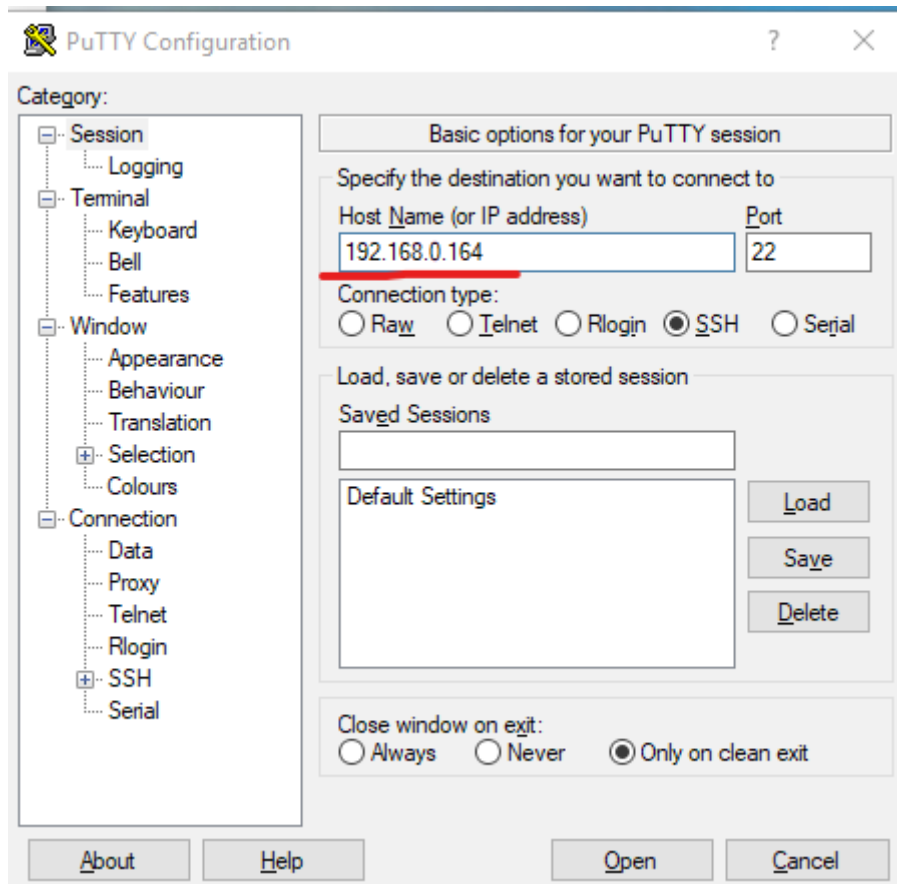 PuTTY Configuration
?
Category:
Session
Logging
Terminal
Keyboard
Bell
Features
Window
Appearance
Behaviour
Translation
Selection
Colours
Connection
Data
Proxy
Telnet
Rlogin
SSH
Serial
Basic options for your PuTTY session
Specify the destination you want to connect to
Host Name (or IP address) Port
192.168.0.164 22
Connection type:
Raw Telnet Rlogin SSH Serial
Load, save or delete a stored session
Saved Sessions
Default Settings
Load
Save
Delete
Close window on exit:
Always Never Only on clean exit
About Help Open Cancel